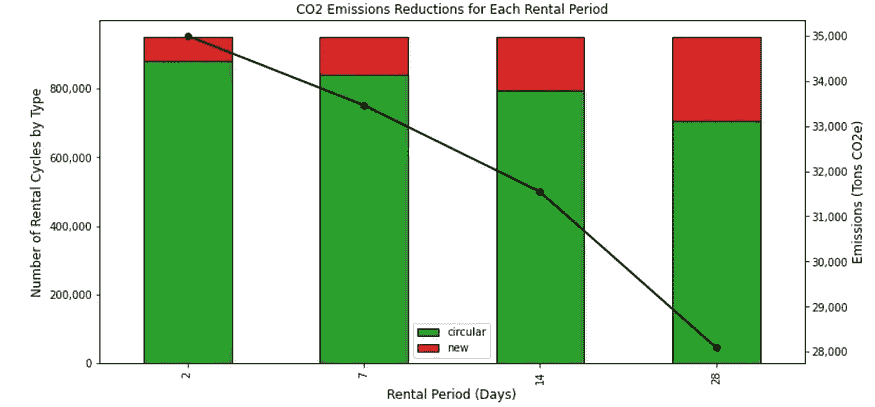 CO2 Emissions Reductions for Each Rental Period
Number of Rental Cycles by Type
800,000
600,000
400,000
200,000
0
35,000
34,000
33,000
32,000
31,000
30,000
29,000
28,000
Emissions (Tons CO2e)
circular
new
2
7
14
28
Rental Period (Days)